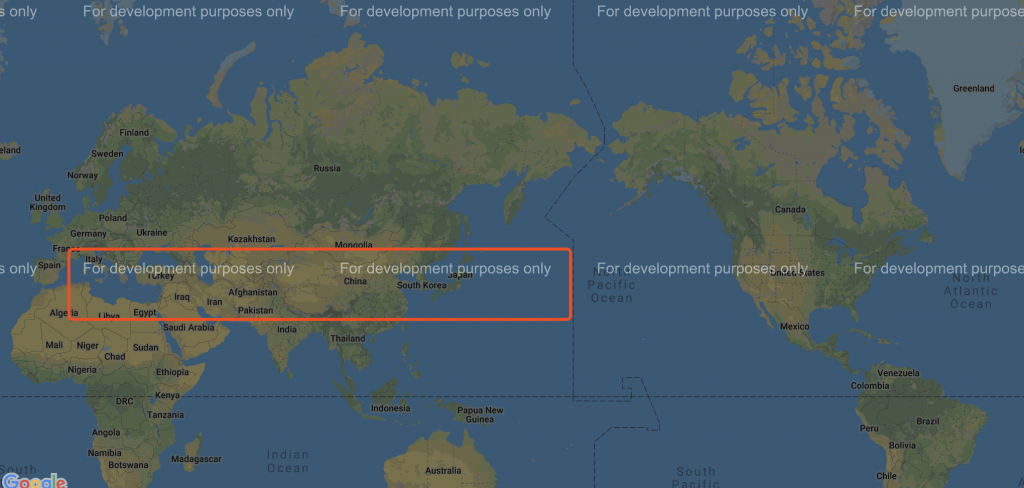 s only For development purposes only For development purposes only For development purposes only For development purpose
Greenland
Finland
eland
Sweden
Russia
Norway
United
Kingdom
Canada
Poland
Germany Ukraine
Kazakhstan
Mongolia
France
Italy
Spain
s only For development purposes only For development purposes only For development purposes only For development purpose
Turkey
China
Japan
South Korea
United States
North
Pacific
Ocean
North
Atlantic
Ocean
Afghanistan
Iraq
Iran
Algeria
Libya
Egypt
Pakistan
Saudi Arabia
India
Mexico
Thailand
Mali
Niger
Sudan
Chad
Nigeria
Ethiopia
Venezuela
Colombia
Kenya
DRC
Tanzania
Indonesia
Papua New
Guinea
Peru
Brazil
Angola
Bolivia
Namibia
Madagascar
Botswana
Indian
Ocean
Australia
South
Pacific
Chile
South
Google